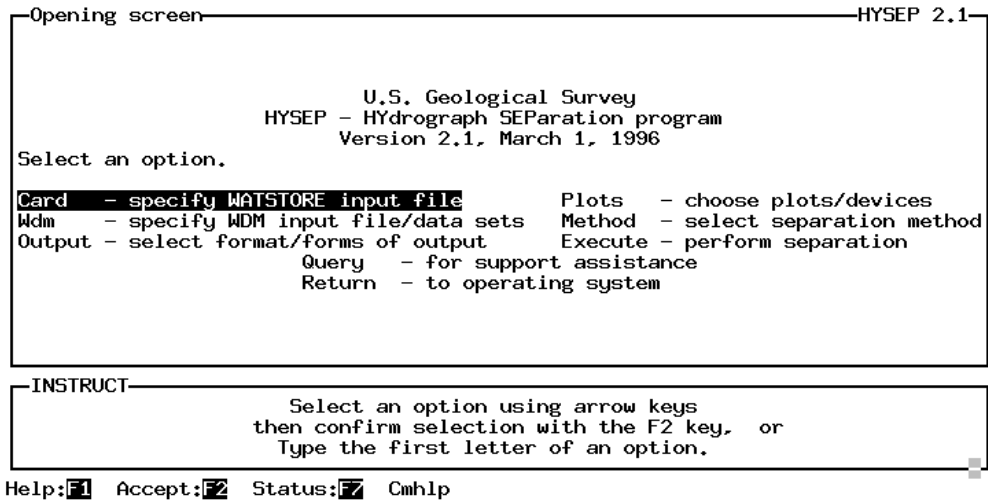 Opening screen HYSEP 2.1
U.S. Geological Survey
HYSEP - HYdrograph SEParation program
Version 2.1, March 1, 1996
Select an option.
Card - specify WATSTORE input file Plots - choose plots/devices
Wdm - specify WDM input file/data sets Method - select separation method
Output - select format/forms of output Execute - perform separation
Query - for support assistance
Return - to operating system
INSTRUCT
Select an option using arrow keys
then confirm selection with the F2 key, or
Type the first letter of an option.
Help:F1 Accept:F2 Status:F7 Cmhlp